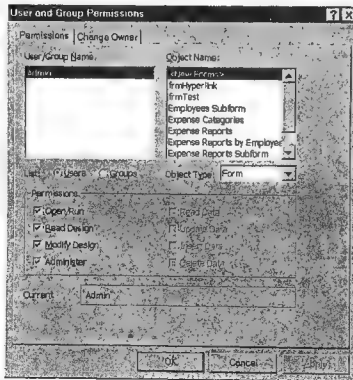 User and Group Permissions
Permissions Change Owner
User/Group Name:
Object Name:
Admin
<New Forms>
frmHyperlink
frmTest
Employees Subform
Expense Categories
Expense Reports
Expense Reports by Employee
Expense Reports Subform
List: Users Groups
Object Type: Form
Permissions
Open/Run
Read Data
Read Design
Update Data
Modify Design
Insert Data
Administer
Delete Data
Current
Admin
OK
Cancel
Apply